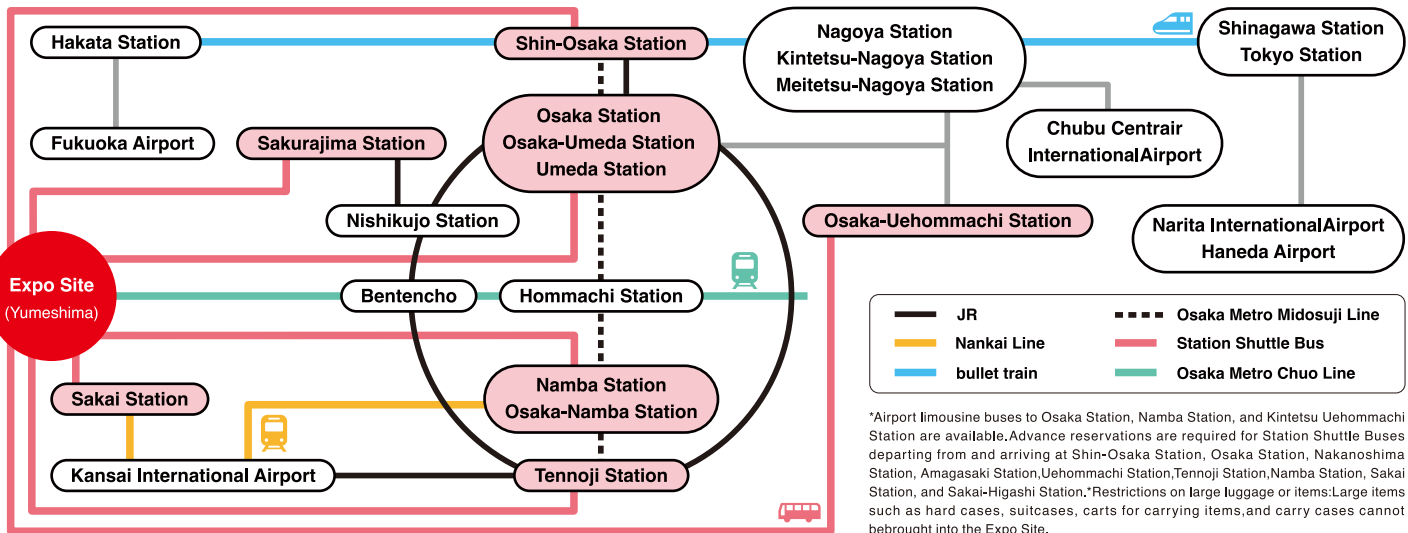 Hakata Station
Shin-Osaka Station
Nagoya Station
Kintetsu-Nagoya Station
Meitetsu-Nagoya Station
Shinagawa Station
Tokyo Station
Fukuoka Airport
Sakurajima Station
Osaka Station
Osaka-Umeda Station
Umeda Station
Chubu Centrair
InternationalAirport
Nishikujo Station
Osaka-Uehommachi Station
Narita InternationalAirport
Haneda Airport
Expo Site
(Yumeshima)
Bentencho
Hommachi Station
JR
Osaka Metro Midosuji Line
Nankai Line
Station Shuttle Bus
bullet train
Osaka Metro Chuo Line
Sakai Station
Namba Station
Osaka-Namba Station
Kansai International Airport
Tennoji Station
*Airport limousine buses to Osaka Station, Namba Station, and Kintetsu Uehommachi
Station are available.Advance reservations are required for Station Shuttle Buses
departing from and arriving at Shin-Osaka Station, Osaka Station, Nakanoshima
Station, Amagasaki Station,Uehommachi Station,Tennoji Station,Namba Station, Sakai
Station, and Sakai-Higashi Station.*Restrictions on large luggage or items:Large items
such as hard cases, suitcases, carts for carrying items,and carry cases cannot
bebrought into the Expo Site.